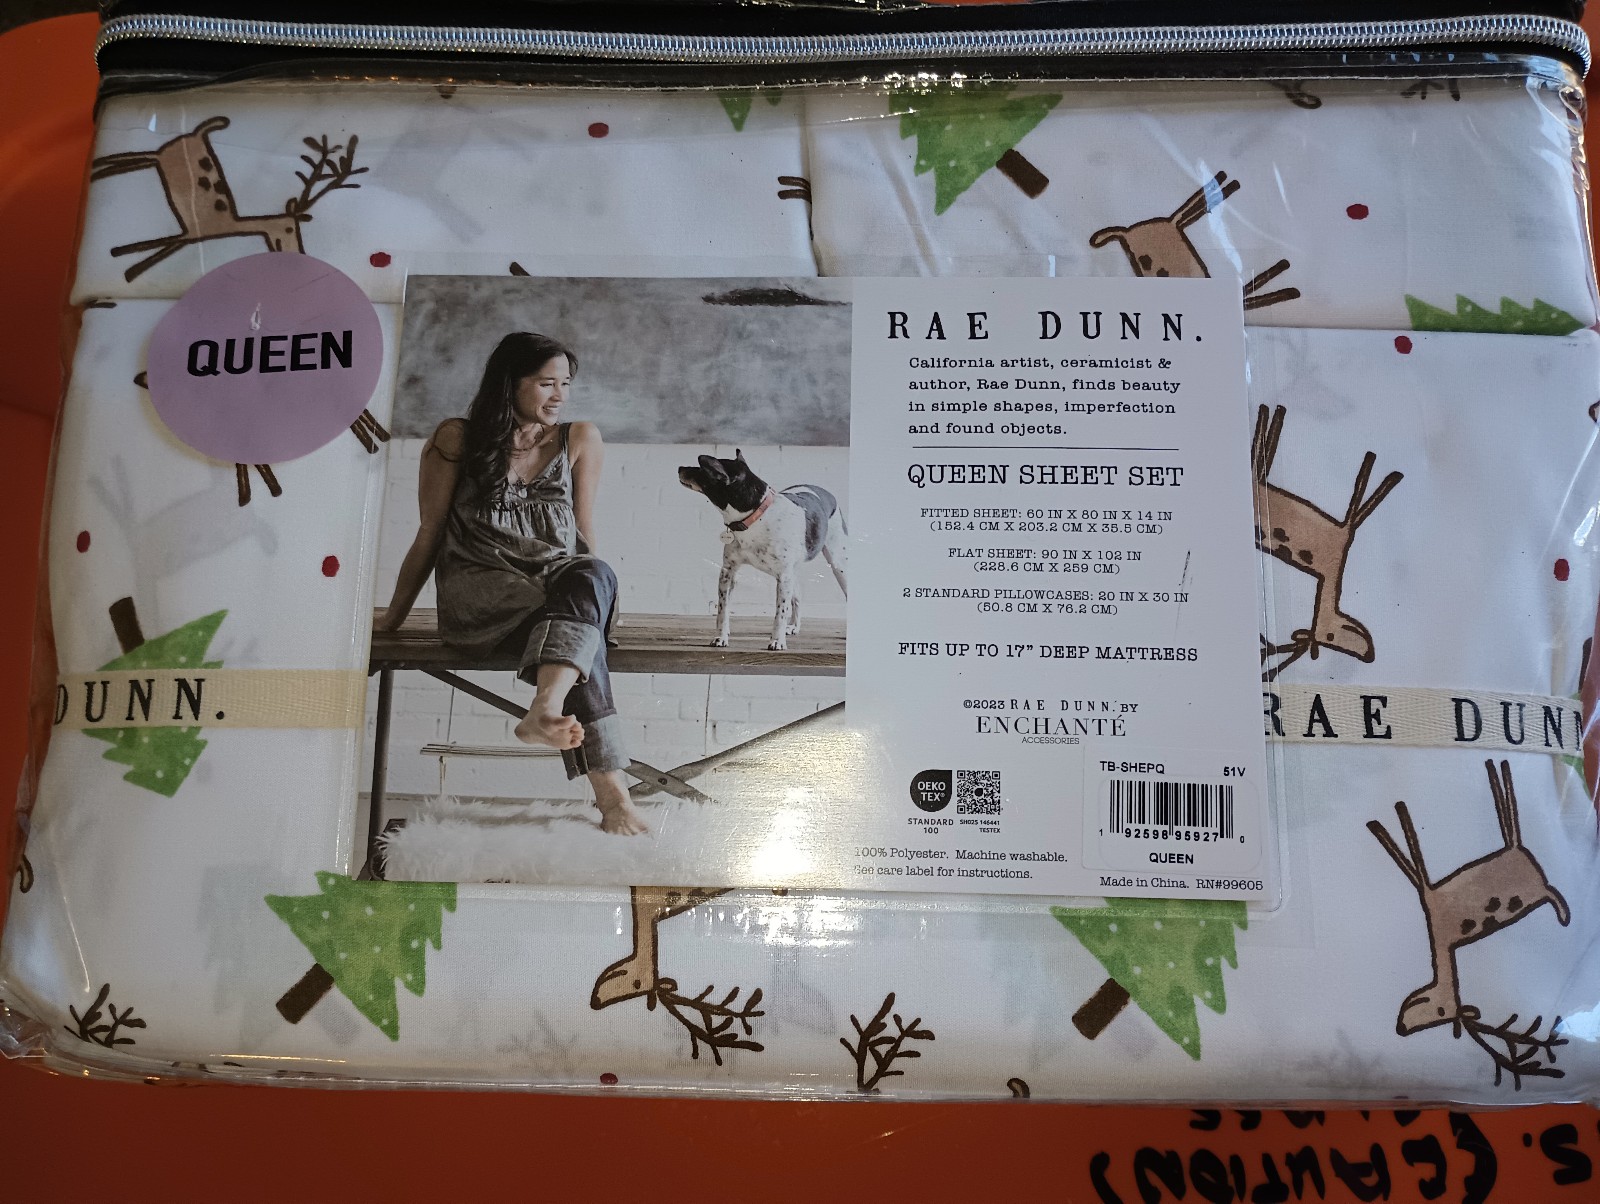 QUEEN
RAE DUNN.
California artist, ceramicist &
author, Rae Dunn, finds beauty
in simple shapes, imperfection
and found objects.
QUEEN SHEET SET
FITTED SHEET: 60 IN X 80 IN X 14 IN
(152.4 CM X 203.2 CM X 35.5 CM)
FLAT SHEET: 90 IN X 102 IN
(228.6 CM X 259 CM)
2 STANDARD PILLOWCASES: 20 IN X 30 IN
(50.8 CM X 76.2 CM)
FITS UP TO 17" DEEP MATTRESS
©2023 RAE DUNN. BY
ENCHANTÉ
ACCESSORIES
DUNN.
RAE DUNN
OEKO
TEX®
STANDARD
100
SH025 146441
TESTEX
TB-SHEPQ 51V
1 92598 95927 0
QUEEN
100% Polyester. Machine washable.
See care label for instructions.
Made in China. RN#99605
(CAUTION)